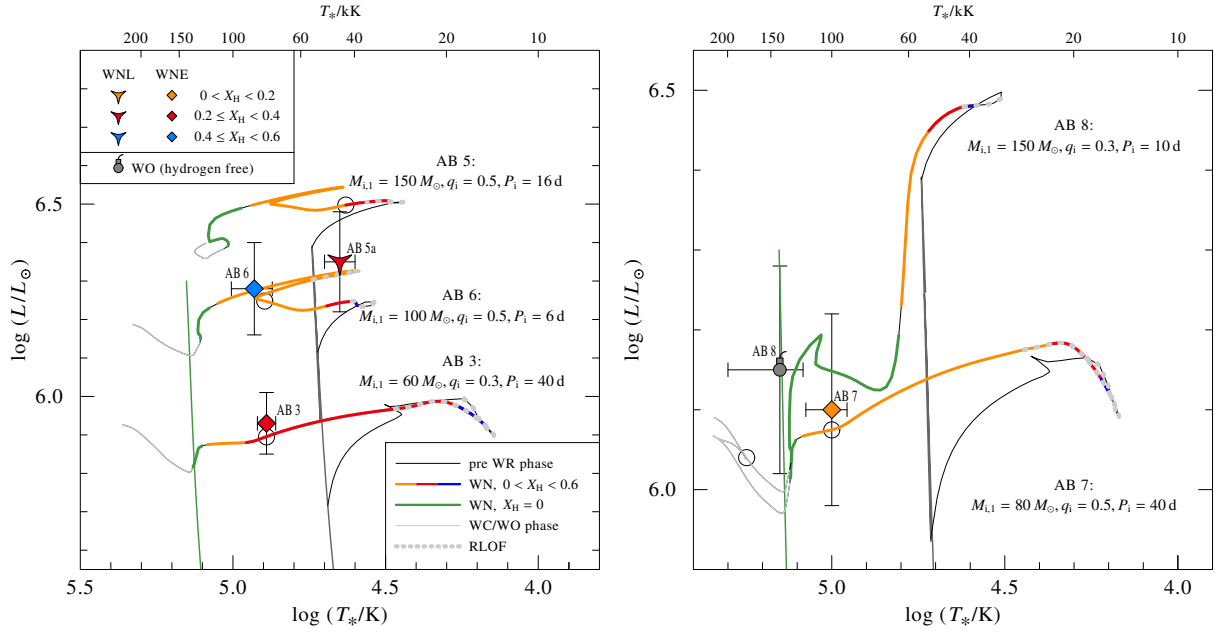 T∗/kK
200 150 100 60 40 20 10
WNL WNE
0 < XH < 0.2
0.2 ≤ XH < 0.4
0.4 ≤ XH < 0.6
WO (hydrogen free)
AB 5:
Mi,1 = 150 M⊙, qi = 0.5, Pi = 16 d
AB 5a
AB 6
AB 6:
Mi,1 = 100 M⊙, qi = 0.5, Pi = 6 d
AB 3:
Mi,1 = 60 M⊙, qi = 0.3, Pi = 40 d
AB 3
pre WR phase
WN, 0 < XH < 0.6
WN, XH = 0
WC/WO phase
RLOF
6.5
6.0
log (L/L⊙)
5.5 5.0 4.5 4.0
log (T∗/K)
T∗/kK
200 150 100 60 40 20 10
AB 8:
Mi,1 = 150 M⊙, qi = 0.3, Pi = 10 d
AB 8
AB 7
AB 7:
Mi,1 = 80 M⊙, qi = 0.5, Pi = 40 d
6.5
6.0
log (L/L⊙)
5.0 4.5 4.0
log (T∗/K)